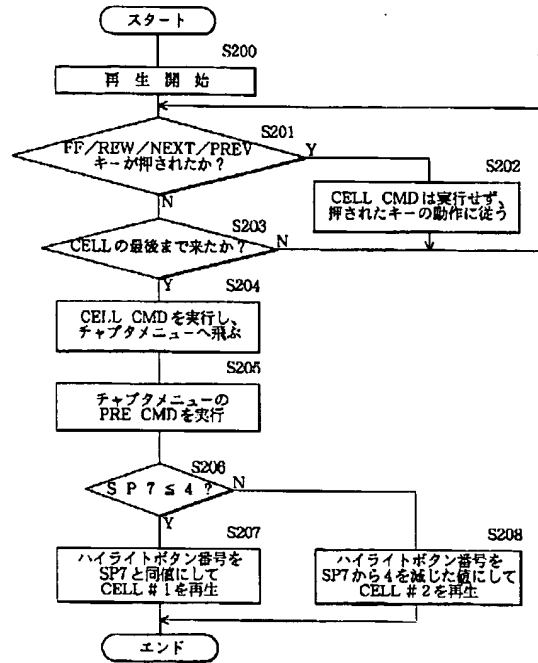 スタート
S200
再生開始
S201
FF/REW/NEXT/PREV
キーが押されたか?
Y
N
S202
CELL CMDは実行せず、
押されたキーの動作に従う
S203
CELLの最後まで来たか?
N
Y
S204
CELL CMDを実行し、
チャプタメニューへ飛ぶ
S205
チャプタメニューの
PRE CMDを実行
S206
SP7≦4?
N
Y
S207
ハイライトボタン番号を
SP7と同値にして
CELL#1を再生
S208
ハイライトボタン番号を
SP7から4を減じた値にして
CELL#2を再生
エンド